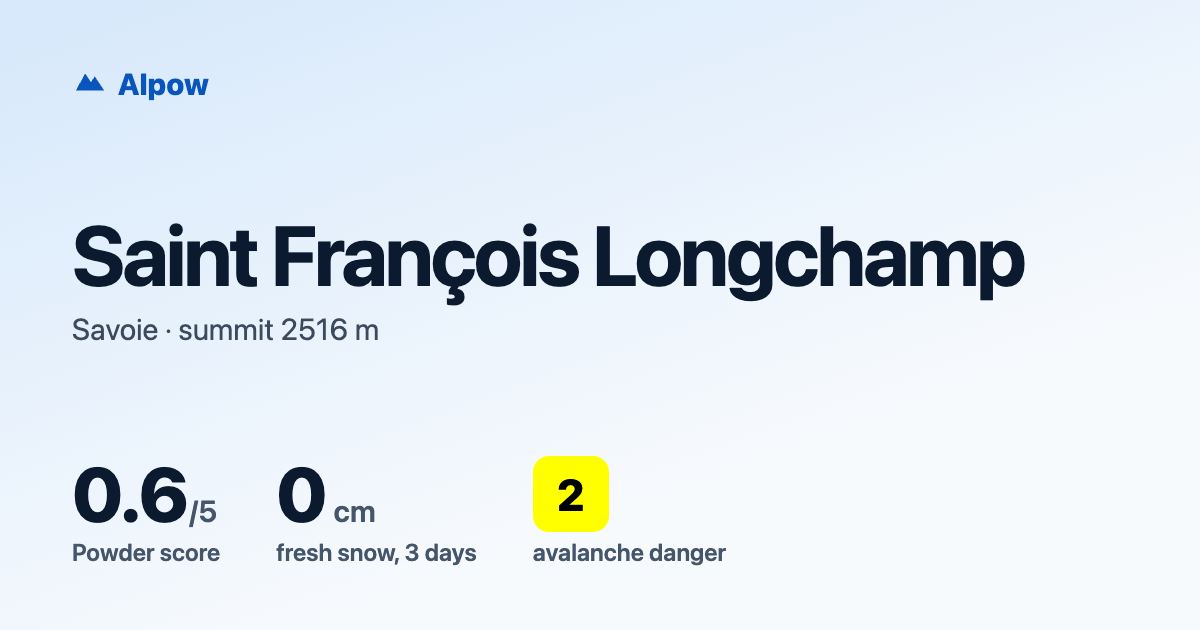 Alpow
Saint François Longchamp
Savoie · summit 2516 m
0.6/5
0 cm
2
Powder score
fresh snow, 3 days
avalanche danger